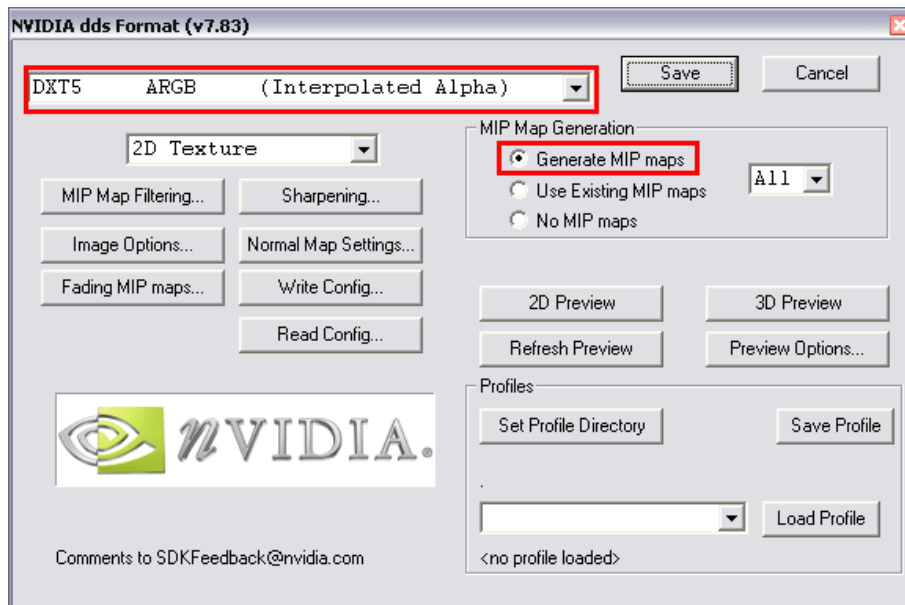 NVIDIA dds Format (v7.83)
DXT5 ARGB (Interpolated Alpha)
Save
Cancel
2D Texture
MIP Map Generation
Generate MIP maps
Use Existing MIP maps
No MIP maps
All
MIP Map Filtering...
Sharpening...
Image Options...
Normal Map Settings...
Fading MIP maps...
Write Config...
Read Config...
2D Preview
3D Preview
Refresh Preview
Preview Options...
Profiles
Set Profile Directory
Save Profile
.
Load Profile
<no profile loaded>
nVIDIA.
Comments to SDKFeedback@nvidia.com